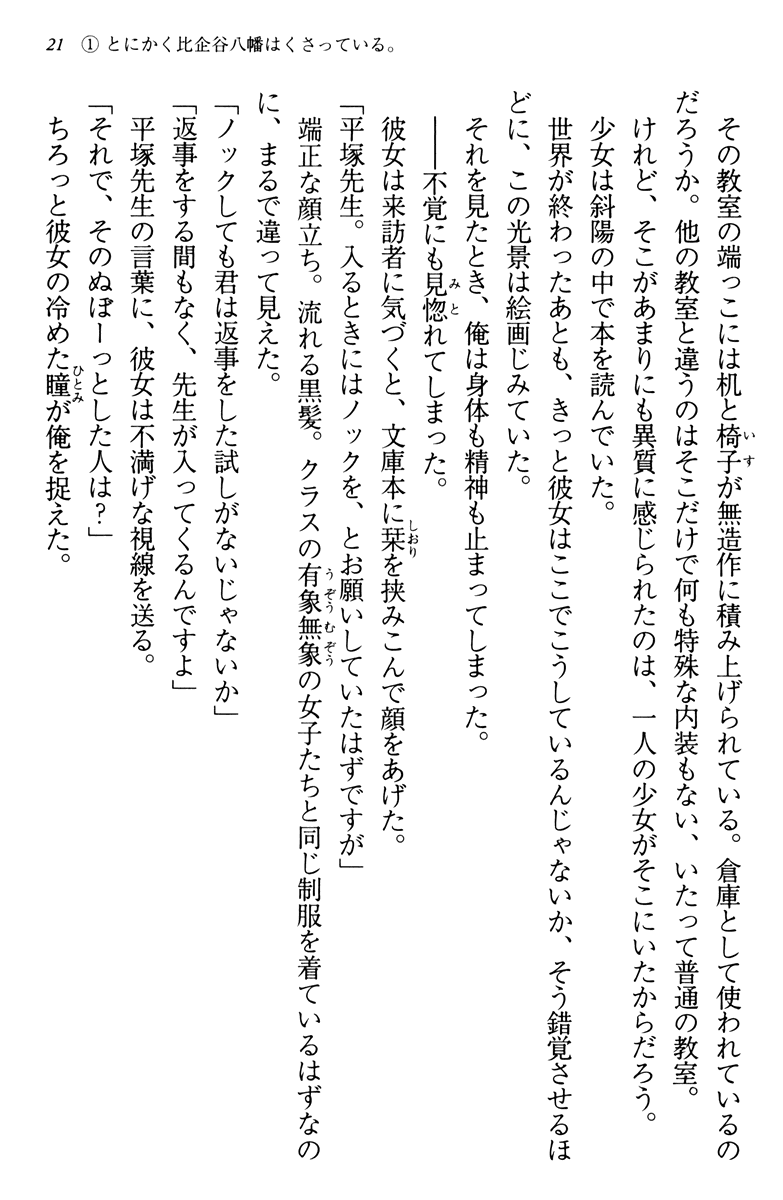 21 ① とにかく比企谷八幡はくさっている。
その教室の端っこには机と椅子が無造作に積み上げられている。倉庫として使われているの
だろうか。他の教室と違うのはそこだけで何も特殊な内装もない、いたって普通の教室。
けれど、そこがあまりにも異質に感じられたのは、一人の少女がそこにいたからだろう。
少女は斜陽の中で本を読んでいた。
世界が終わったあとも、きっと彼女はここでこうしているんじゃないか、そう錯覚させるほ
どに、この光景は絵画じみていた。
それを見たとき、俺は身体も精神も止まってしまった。
――不覚にも見惚れてしまった。
彼女は来訪者に気づくと、文庫本に栞を挟みこんで顔をあげた。
「平塚先生。入るときにはノックを、とお願いしていたはずですが」
端正な顔立ち。流れる黒髪。クラスの有象無象の女子たちと同じ制服を着ているはずなの
に、まるで違って見えた。
「ノックしても君は返事をした試しがないじゃないか」
「返事をする間もなく、先生が入ってくるんですよ」
平塚先生の言葉に、彼女は不満げな視線を送る。
「それで、そのぬぼーっとした人は？」
ちろっと彼女の冷めた瞳が俺を捉えた。